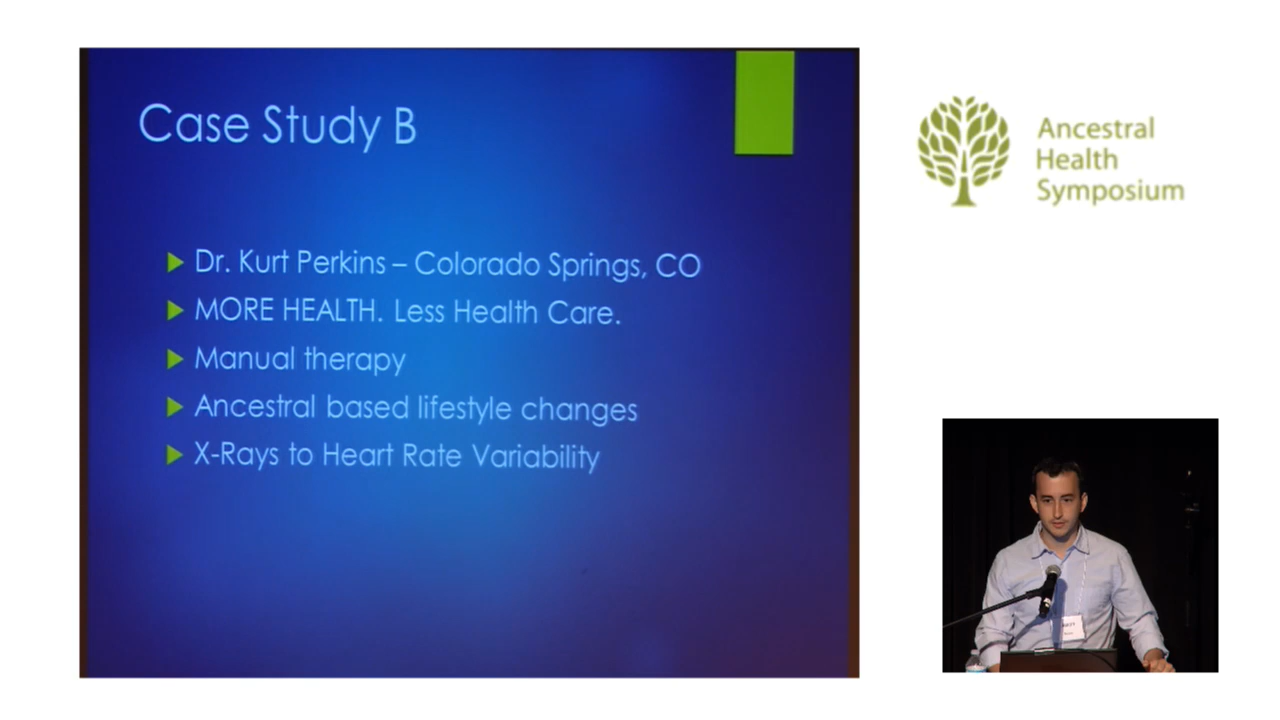 Case Study B
Dr. Kurt Perkins – Colorado Springs, CO
MORE HEALTH. Less Health Care.
Manual therapy
Ancestral based lifestyle changes
X-Rays to Heart Rate Variability
Ancestral
Health
Symposium